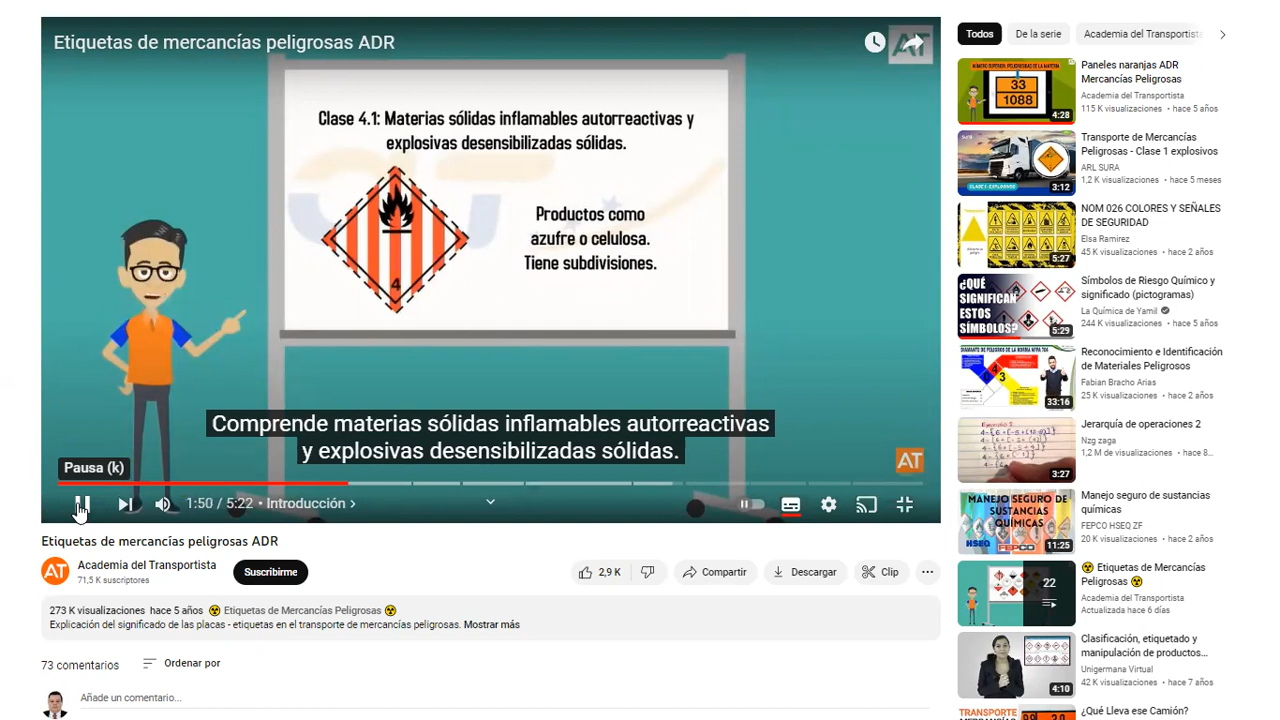 Etiquetas de mercancías peligrosas ADR
AT
Clase 4.1: Materias sólidas inflamables autorreactivas y
explosivas desensibilizadas sólidas.
4
Productos como
azufre o celulosa.
Tiene subdivisiones.
Comprende materias sólidas inflamables autorreactivas
y explosivas desensibilizadas sólidas.
Pausa (k)
AT
1:50 / 5:22 • Introducción
Etiquetas de mercancías peligrosas ADR
AT
Academia del Transportista
71,5 K suscriptores
Suscribirme
2,9 K
Compartir
Descargar
Clip
273 K visualizaciones hace 5 años ☢ Etiquetas de Mercancías Peligrosas ☢
Explicación del significado de las placas - etiquetas en el transporte de mercancías peligrosas. Mostrar más
73 comentarios
Ordenar por
Añade un comentario...
Todos
De la serie
Academia del Transportista
33
1088
4:28
Paneles naranjas ADR
Mercancías Peligrosas
Academia del Transportista
115 K visualizaciones • hace 5 años
3:12
Transporte de Mercancías
Peligrosas - Clase 1 explosivos
ARL SURA
1,2 K visualizaciones • hace 5 meses
5:27
NOM 026 COLORES Y SEÑALES
DE SEGURIDAD
Elsa Ramirez
45 K visualizaciones • hace 2 años
¿QUÉ
SIGNIFICAN
ESTOS
SÍMBOLOS?
5:29
Símbolos de Riesgo Químico y
significado (pictogramas)
La Química de Yamil
244 K visualizaciones • hace 5 años
33:16
Reconocimiento e Identificación
de Materiales Peligrosos
Fabian Bracho Arias
25 K visualizaciones • hace 2 años
3:27
Jerarquía de operaciones 2
Nzq zaga
1,2 M de visualizaciones • hace 8...
MANEJO SEGURO DE
SUSTANCIAS
QUÍMICAS
HSEQ
FEPCO
11:25
Manejo seguro de sustancias
químicas
FEPCO HSEQ ZF
20 K visualizaciones • hace 2 años
22
☢ Etiquetas de Mercancías
Peligrosas ☢
Academia del Transportista
Actualizada hace 6 días
4:10
Clasificación, etiquetado y
manipulación de productos...
Unigermana Virtual
42 K visualizaciones • hace 7 años
TRANSPORTE
¿Qué Lleva ese Camión?